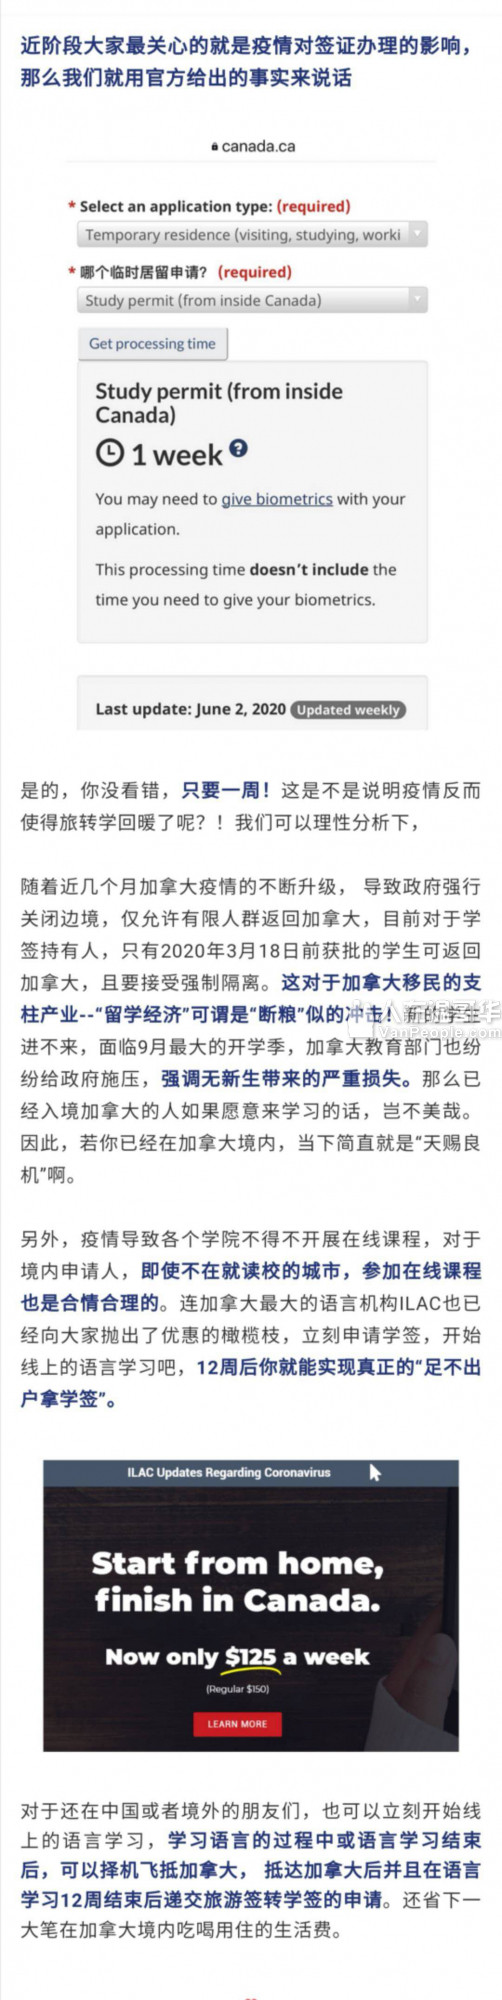 近阶段大家最关心的就是疫情对签证办理的影响，
那么我们就用官方给出的事实来说话
canada.ca
* Select an application type: (required)
Temporary residence (visiting, studying, worki
* 哪个临时居留申请？ (required)
Study permit (from inside Canada)
Get processing time
Study permit (from inside
Canada)
1 week ?
You may need to give biometrics with your
application.
This processing time doesn't include the
time you need to give your biometrics.
Last update: June 2, 2020 Updated weekly
是的，你没看错，只要一周！这是不是说明疫情反而
使得旅转学回暖了呢？！我们可以理性分析下，
随着近几个月加拿大疫情的不断升级， 导致政府强行
关闭边境，仅允许有限人群返回加拿大，目前对于学
签持有人，只有2020年3月18日前获批的学生可返回
加拿大，且要接受强制隔离。这对于加拿大移民的支
柱产业--“留学经济”可谓是“断粮”似的冲击！新的学生
VanPeople.com
进不来，面临9月最大的开学季，加拿大教育部门也纷
纷给政府施压，强调无新生带来的严重损失。那么已
经入境加拿大的人如果愿意来学习的话，岂不美哉。
因此，若你已经在加拿大境内，当下简直就是“天赐良
机”啊。
另外，疫情导致各个学院不得不开展在线课程，对于
境内申请人，即使不在就读校的城市，参加在线课程
也是合情合理的。连加拿大最大的语言机构ILAC也已
经向大家抛出了优惠的橄榄枝，立刻申请学签，开始
线上的语言学习吧，12周后你就能实现真正的“足不出
户拿学签”。
ILAC Updates Regarding Coronavirus
Start from home,
finish in Canada.
Now only $125 a week
(Regular $150)
LEARN MORE
对于还在中国或者境外的朋友们，也可以立刻开始线
上的语言学习，学习语言的过程中或语言学习结束
后，可以择机飞抵加拿大， 抵达加拿大后并且在语言
学习12周结束后递交旅游签转学签的申请。还省下一
大笔在加拿大境内吃喝用住的生活费。